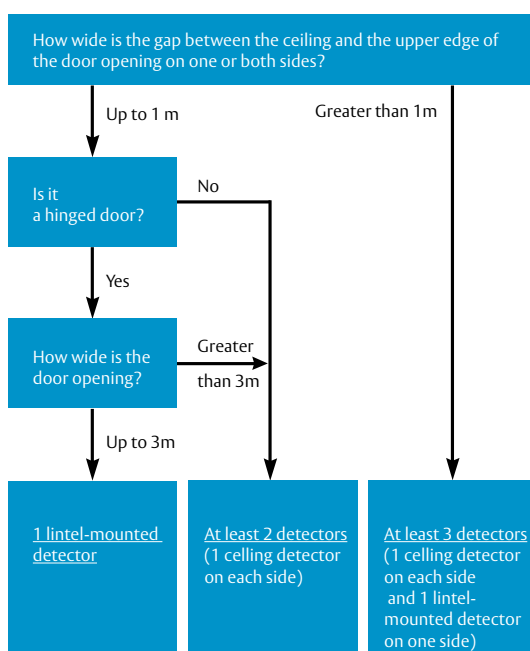 How wide is the gap between the ceiling and the upper edge of
the door opening on one or both sides?
Up to 1 m
Greater than 1m
Is it
a hinged door?
No
Yes
How wide is the
door opening?
Greater
than 3m
Up to 3m
1 lintel-mounted
detector
At least 2 detectors
(1 celling detector
on each side)
At least 3 detectors
(1 celling detector
on each side
and 1 lintel-
mounted detector
on one side)